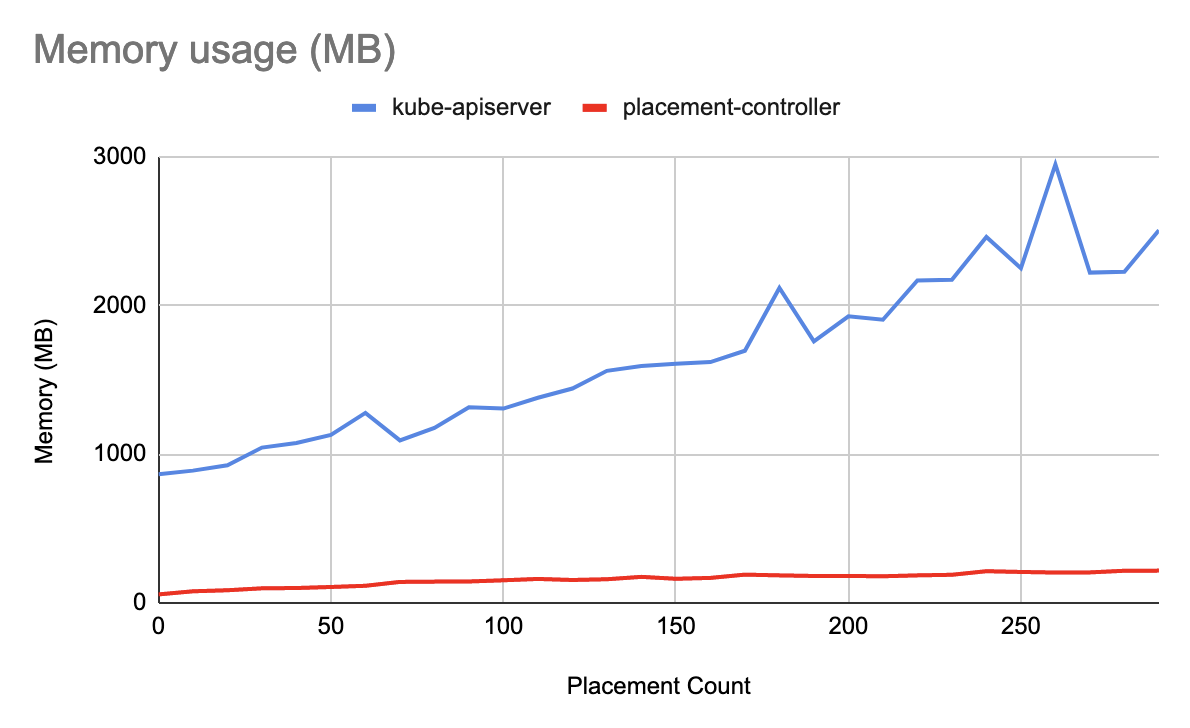 Memory usage (MB)
kube-apiserver placement-controller
3000
2000
1000
0
Memory (MB)
0 50 100 150 200 250
Placement Count